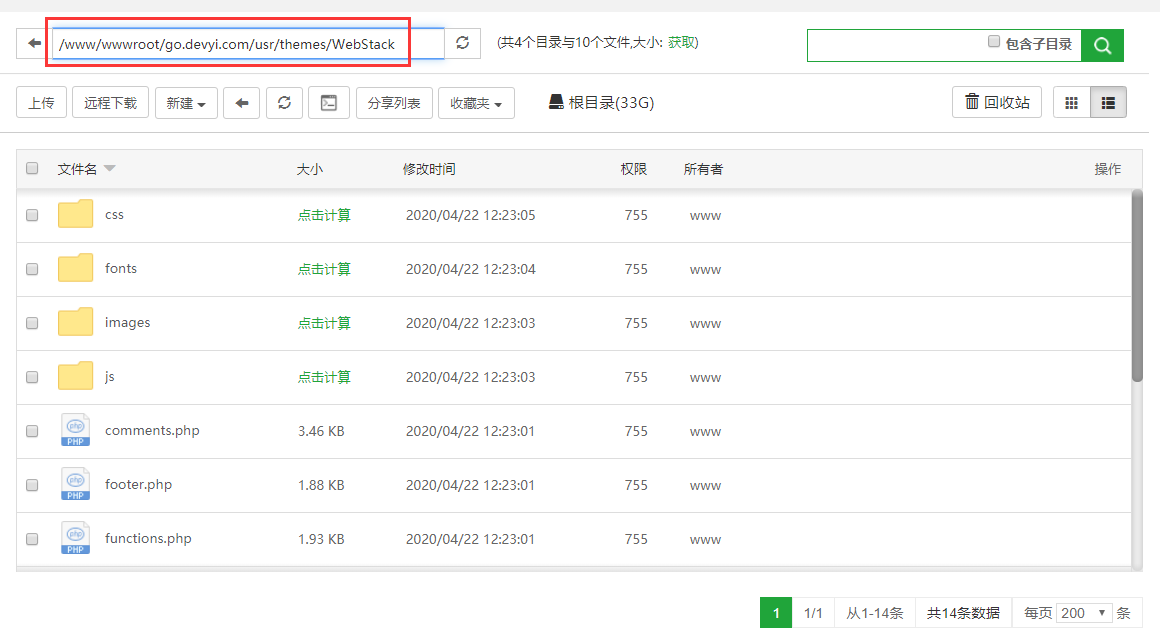 /www/wwwroot/go.devyi.com/usr/themes/WebStack (共4个目录与10个文件,大小: 获取) 包含子目录
上传 远程下载 新建 分享列表 收藏夹 根目录(33G) 回收站
文件名 大小 修改时间 权限 所有者 操作
css 点击计算 2020/04/22 12:23:05 755 www
fonts 点击计算 2020/04/22 12:23:04 755 www
images 点击计算 2020/04/22 12:23:03 755 www
js 点击计算 2020/04/22 12:23:03 755 www
php PHP comments.php 3.46 KB 2020/04/22 12:23:01 755 www
php PHP footer.php 1.88 KB 2020/04/22 12:23:01 755 www
php PHP functions.php 1.93 KB 2020/04/22 12:23:01 755 www
1 1/1 从1-14条 共14条数据 每页 200 条